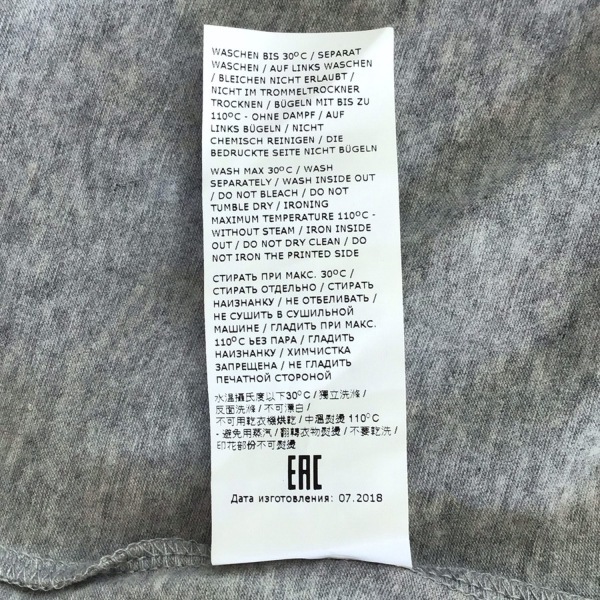 WASCHEN BIS 30°C / SEPARAT
WASCHEN / AUF LINKS WASCHEN
/ BLEICHEN NICHT ERLAUBT /
NICHT IM TROMMELTROCKNER
TROCKNEN / BÜGELN MIT BIS ZU
110°C - OHNE DAMPF / AUF
LINKS BÜGELN / NICHT
CHEMISCH REINIGEN / DIE
BEDRUCKTE SEITE NICHT BÜGELN
WASH MAX 30°C / WASH
SEPARATELY / WASH INSIDE OUT
/ DO NOT BLEACH / DO NOT
TUMBLE DRY / IRONING
MAXIMUM TEMPERATURE 110°C -
WITHOUT STEAM / IRON INSIDE
OUT / DO NOT DRY CLEAN / DO
NOT IRON THE PRINTED SIDE
СТИРАТЬ ПРИ МАКС. 30°C /
СТИРАТЬ ОТДЕЛЬНО / СТИРАТЬ
НАИЗНАНКУ / НЕ ОТБЕЛИВАТЬ /
НЕ СУШИТЬ В СУШИЛЬНОЙ
МАШИНЕ / ГЛАДИТЬ ПРИ МАКС.
110°C ЬЕЗ ПАРА / ГЛАДИТЬ
НАИЗНАНКУ / ХИМЧИСТКА
ЗАПРЕЩЕНА / НЕ ГЛАДИТЬ
ПЕЧАТНОЙ СТОРОНОЙ
水溫攝氏度以下30°C / 獨立洗滌 /
反面洗滌 / 不可漂白 /
不可用乾衣機烘乾 / 中溫熨燙 110°C
- 避免用蒸汽 / 翻轉衣物熨燙 / 不要乾洗 /
印花部份不可熨燙
EAC
Дата изготовления: 07.2018